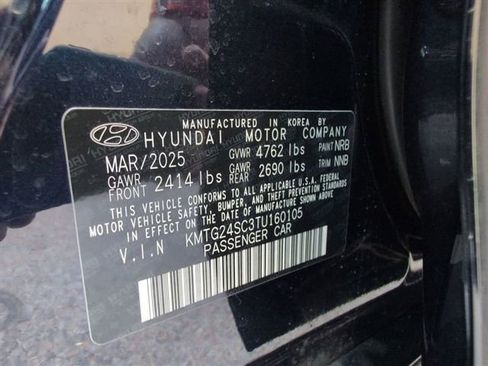 MANUFACTURED IN KOREA BY
HYUNDAI MOTOR COMPANY
MAR/2025 GVWR 4762 lbs PAINT NRB
GAWR FRONT 2414 lbs GAWR REAR 2690 lbs TRIM NNB
THIS VEHICLE CONFORMS TO ALL APPLICABLE U.S.A. FEDERAL
MOTOR VEHICLE SAFETY, BUMPER, AND THEFT PREVENTION STANDARDS
IN EFFECT ON THE DATE OF MANUFACTURE SHOWN ABOVE.
V.I.N KMTG24SC3TU160105
PASSENGER CAR